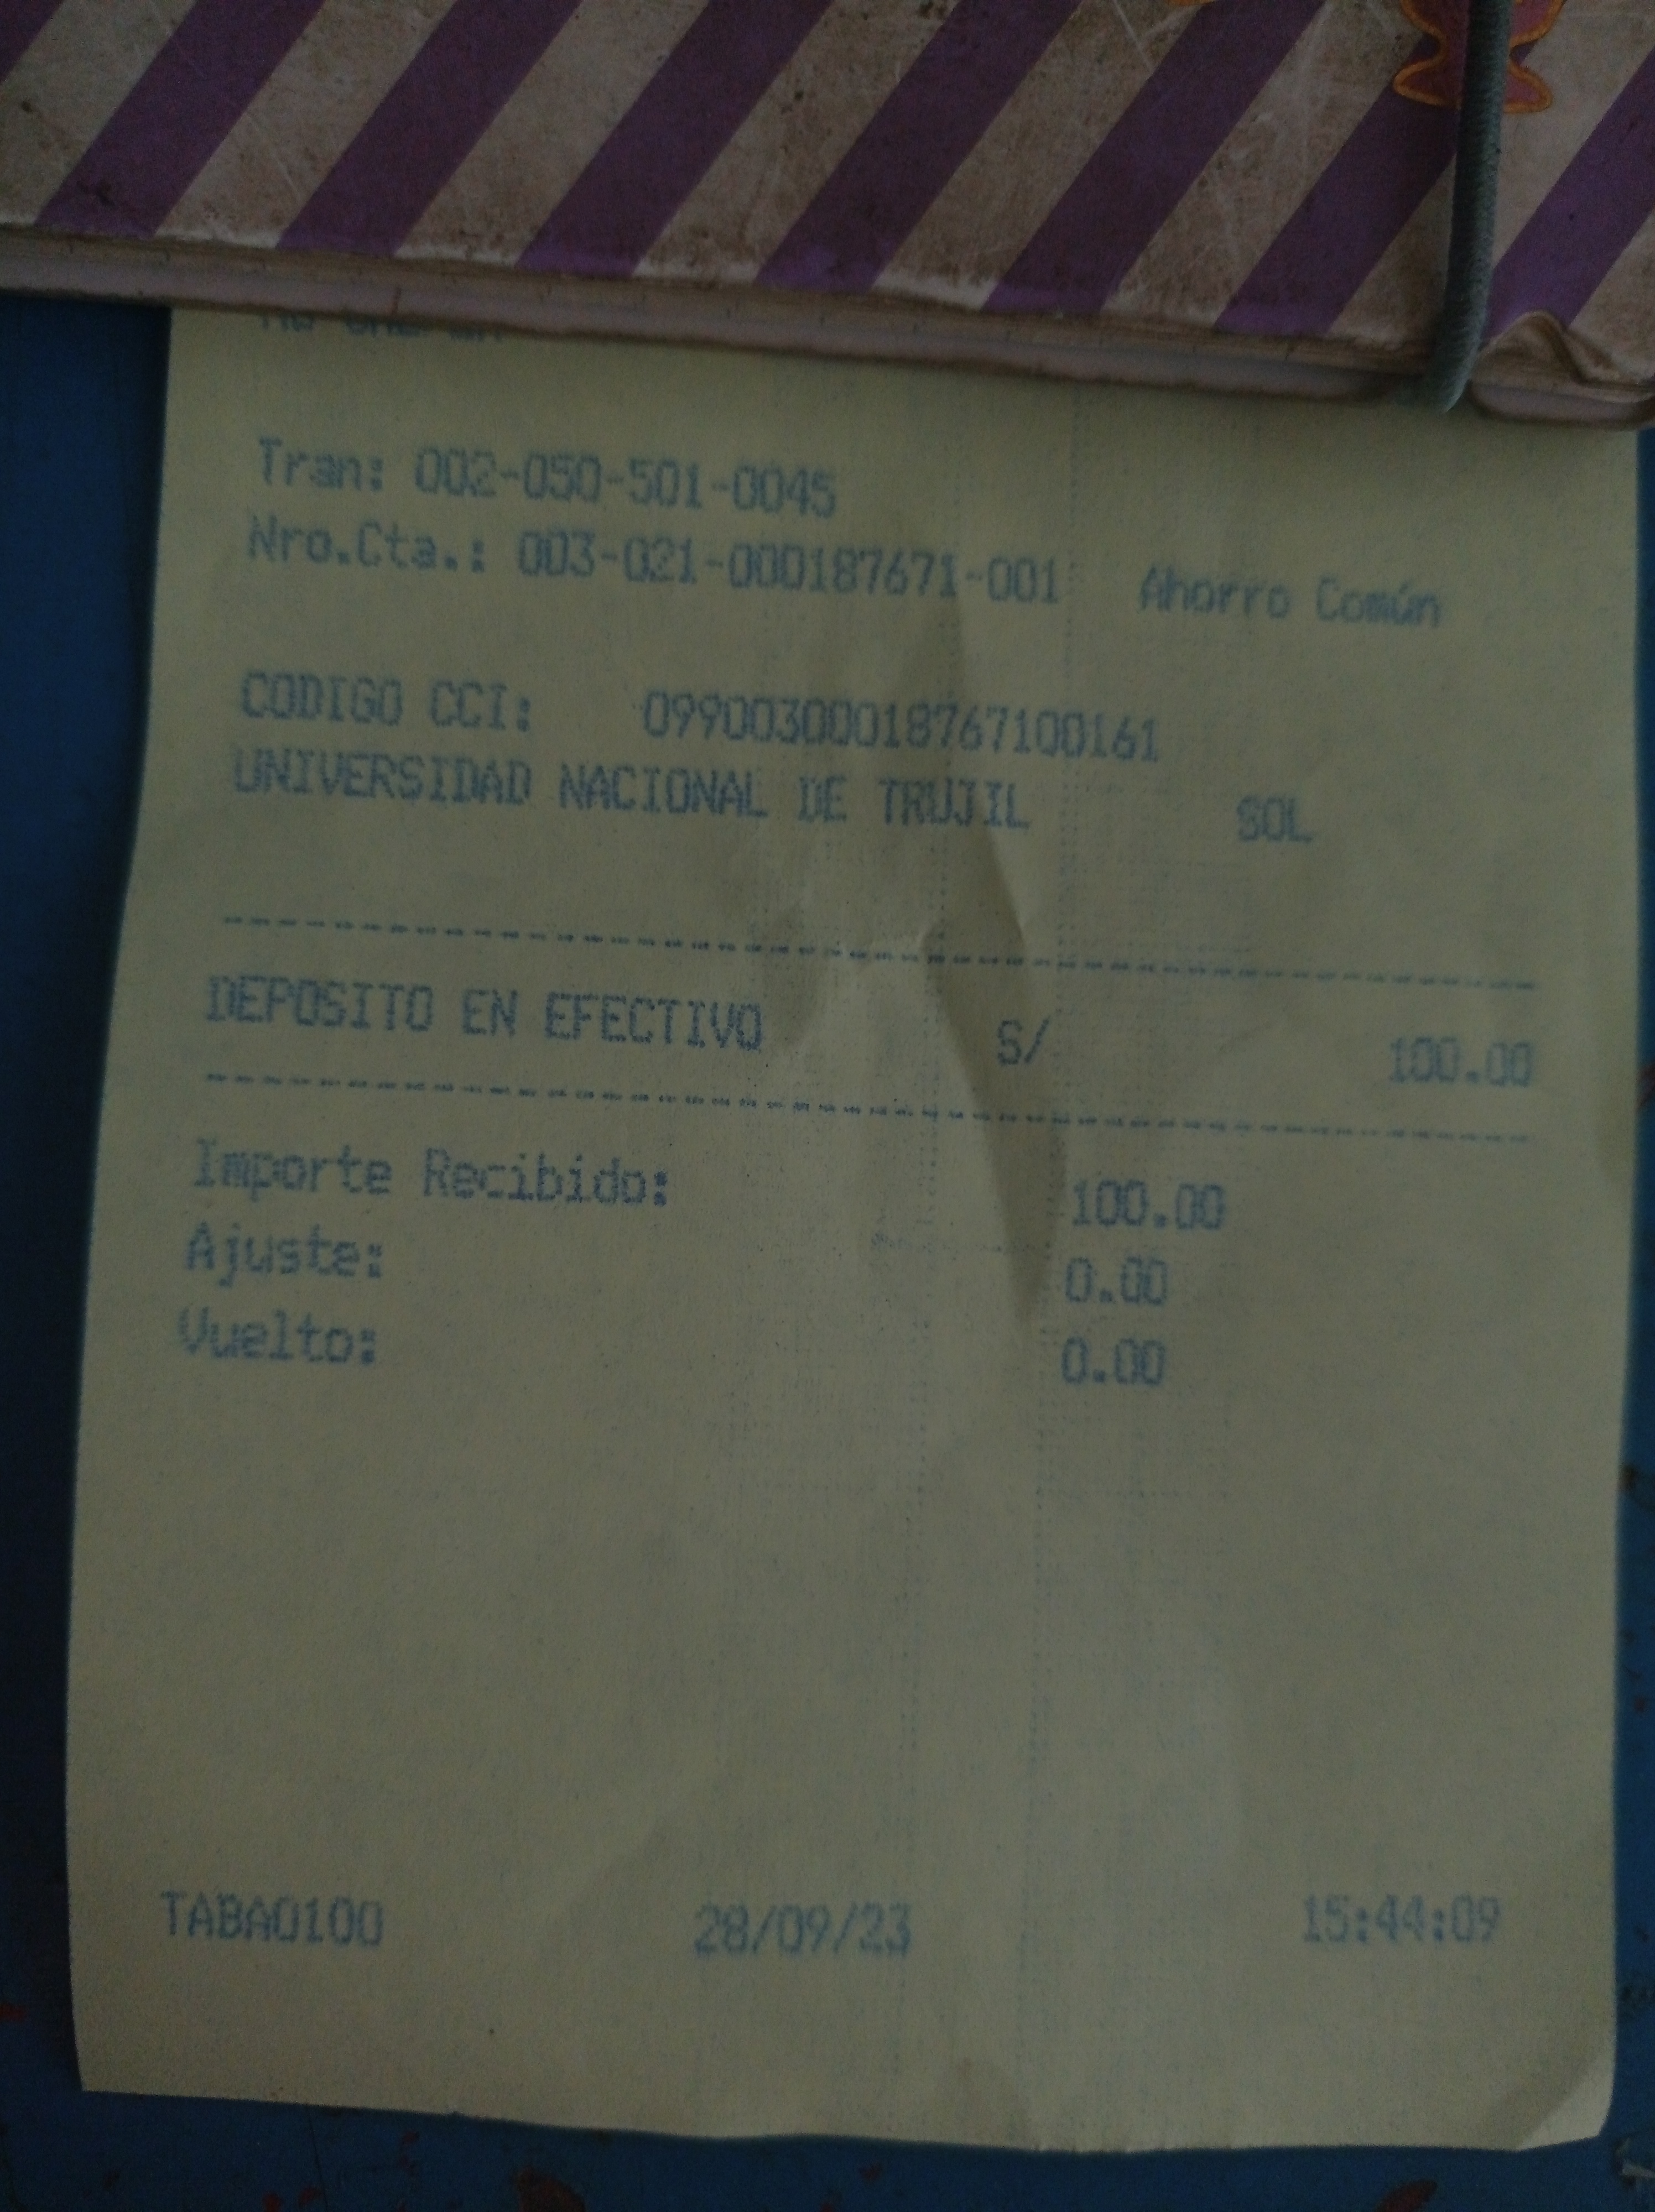 Tran: 002-050-501-0045
Nro.Cta.: 003-021-000187671-001 Ahorro Común
CODIGO CCI: 09900300018767100161
UNIVERSIDAD NACIONAL DE TRUJIL SOL
DEPOSITO EN EFECTIVO S/ 100.00
Importe Recibido: 100.00
Ajuste: 0.00
Vuelto: 0.00
TABA0100 28/09/23 15:44:09